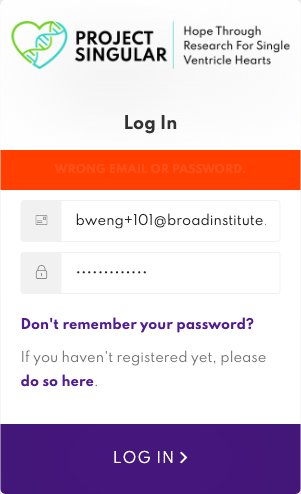 PROJECT
SINGULAR
Hope Through
Research For Single
Ventricle Hearts
Log In
WRONG EMAIL OR PASSWORD.
bweng+101@broadinstitute.
•••••••••••••
Don't remember your password?
If you haven't registered yet, please
do so here.
LOG IN >